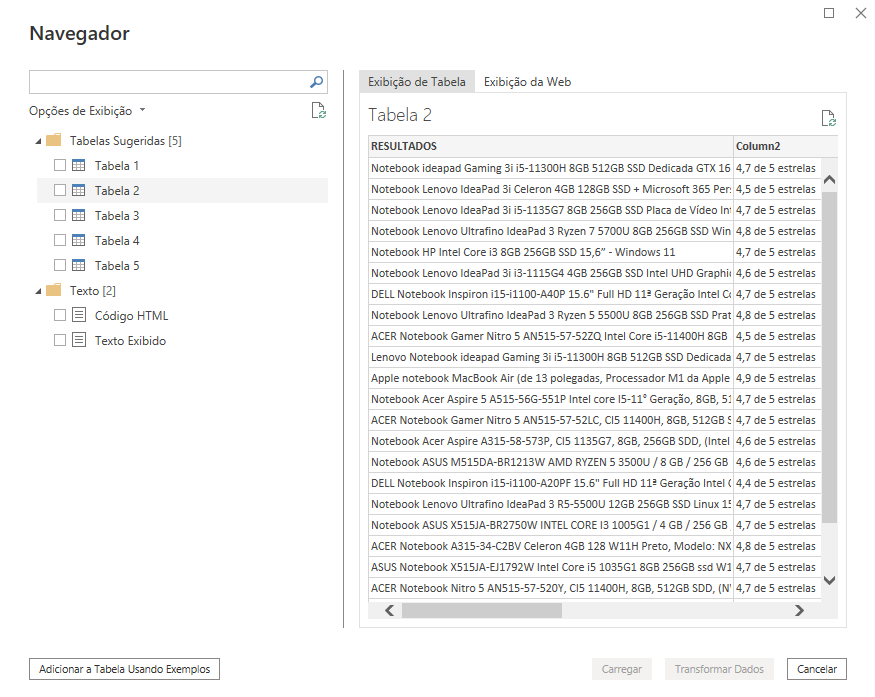 Navegador
Opções de Exibição
Tabelas Sugeridas [5]
Tabela 1
Tabela 2
Tabela 3
Tabela 4
Tabela 5
Texto [2]
Código HTML
Texto Exibido
Exibição de Tabela Exibição da Web
Tabela 2
RESULTADOS Column2
Notebook ideapad Gaming 3i i5-11300H 8GB 512GB SSD Dedicada GTX 16 4,7 de 5 estrelas
Notebook Lenovo IdeaPad 3i Celeron 4GB 128GB SSD + Microsoft 365 Per 4,5 de 5 estrelas
Notebook Lenovo IdeaPad 3i i5-1135G7 8GB 256GB SSD Placa de Vídeo Int 4,7 de 5 estrelas
Notebook Lenovo Ultrafino IdeaPad 3 Ryzen 7 5700U 8GB 256GB SSD Win 4,8 de 5 estrelas
Notebook HP Intel Core i3 8GB 256GB SSD 15,6” - Windows 11 4,7 de 5 estrelas
Notebook Lenovo IdeaPad 3i i3-1115G4 4GB 256GB SSD Intel UHD Graphi 4,6 de 5 estrelas
DELL Notebook Inspiron i15-i1100-A40P 15.6" Full HD 11ª Geração Intel C 4,7 de 5 estrelas
Notebook Lenovo Ultrafino IdeaPad 3 Ryzen 5 5500U 8GB 256GB SSD Prat 4,8 de 5 estrelas
ACER Notebook Gamer Nitro 5 AN515-57-52ZQ Intel Core i5-11400H 8GB 4,5 de 5 estrelas
Lenovo Notebook ideapad Gaming 3i i5-11300H 8GB 512GB SSD Dedicada 4,7 de 5 estrelas
Apple notebook MacBook Air (de 13 polegadas, Processador M1 da Apple 4,9 de 5 estrelas
Notebook Acer Aspire 5 A515-56G-551P Intel core I5-11° Geração, 8GB, 51 4,7 de 5 estrelas
ACER Notebook Gamer Nitro 5 AN515-57-52LC, CI5 11400H, 8GB, 512GB S 4,7 de 5 estrelas
Notebook Acer Aspire A315-58-573P, CI5 1135G7, 8GB, 256GB SDD, (Intel 4,6 de 5 estrelas
Notebook ASUS M515DA-BR1213W AMD RYZEN 5 3500U / 8 GB / 256 GB 4,6 de 5 estrelas
DELL Notebook Inspiron i15-i1100-A20PF 15.6" Full HD 11ª Geração Intel C 4,4 de 5 estrelas
Notebook Lenovo Ultrafino IdeaPad 3 R5-5500U 12GB 256GB SSD Linux 15 4,7 de 5 estrelas
Notebook ASUS X515JA-BR2750W INTEL CORE I3 1005G1 / 4 GB / 256 GB 4,7 de 5 estrelas
ACER Notebook A315-34-C2BV Celeron 4GB 128 W11H Preto, Modelo: NX 4,8 de 5 estrelas
ASUS Notebook X515JA-EJ1792W Intel Core i5 1035G1 8GB 256GB ssd W1 4,7 de 5 estrelas
ACER Notebook Nitro 5 AN515-57-520Y, CI5 11400H, 8GB, 512GB SDD, (N 4,7 de 5 estrelas
Adicionar a Tabela Usando Exemplos Carregar Transformar Dados Cancelar